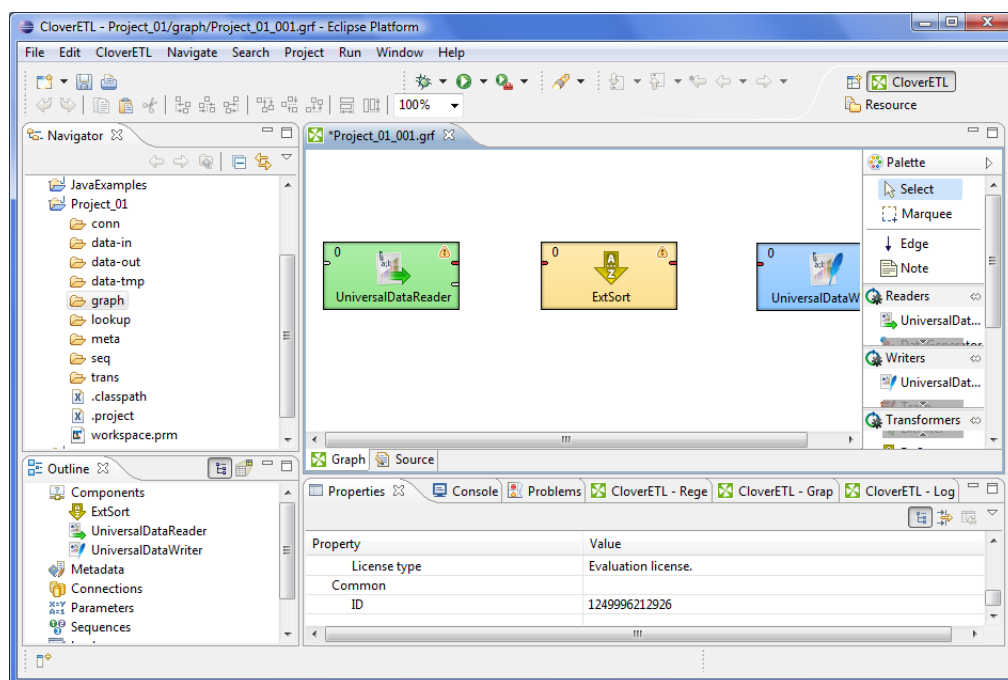 CloverETL - Project_01/graph/Project_01_001.grf - Eclipse Platform
File Edit CloverETL Navigate Search Project Run Window Help
CloverETL
100%
Resource
Navigator
JavaExamples
Project_01
conn
data-in
data-out
data-tmp
graph
lookup
meta
seq
trans
.classpath
.project
workspace.prm
*Project_01_001.grf
0
UniversalDataReader
0
ExtSort
0
UniversalDataW
Palette
Select
Marquee
Edge
Note
Readers
UniversalDat...
Writers
UniversalDat...
Transformers
Graph Source
Outline
Components
ExtSort
UniversalDataReader
UniversalDataWriter
Metadata
Connections
Parameters
Sequences
Properties Console Problems CloverETL - Rege CloverETL - Grap CloverETL - Log
Property Value
License type Evaluation license.
Common
ID 1249996212926